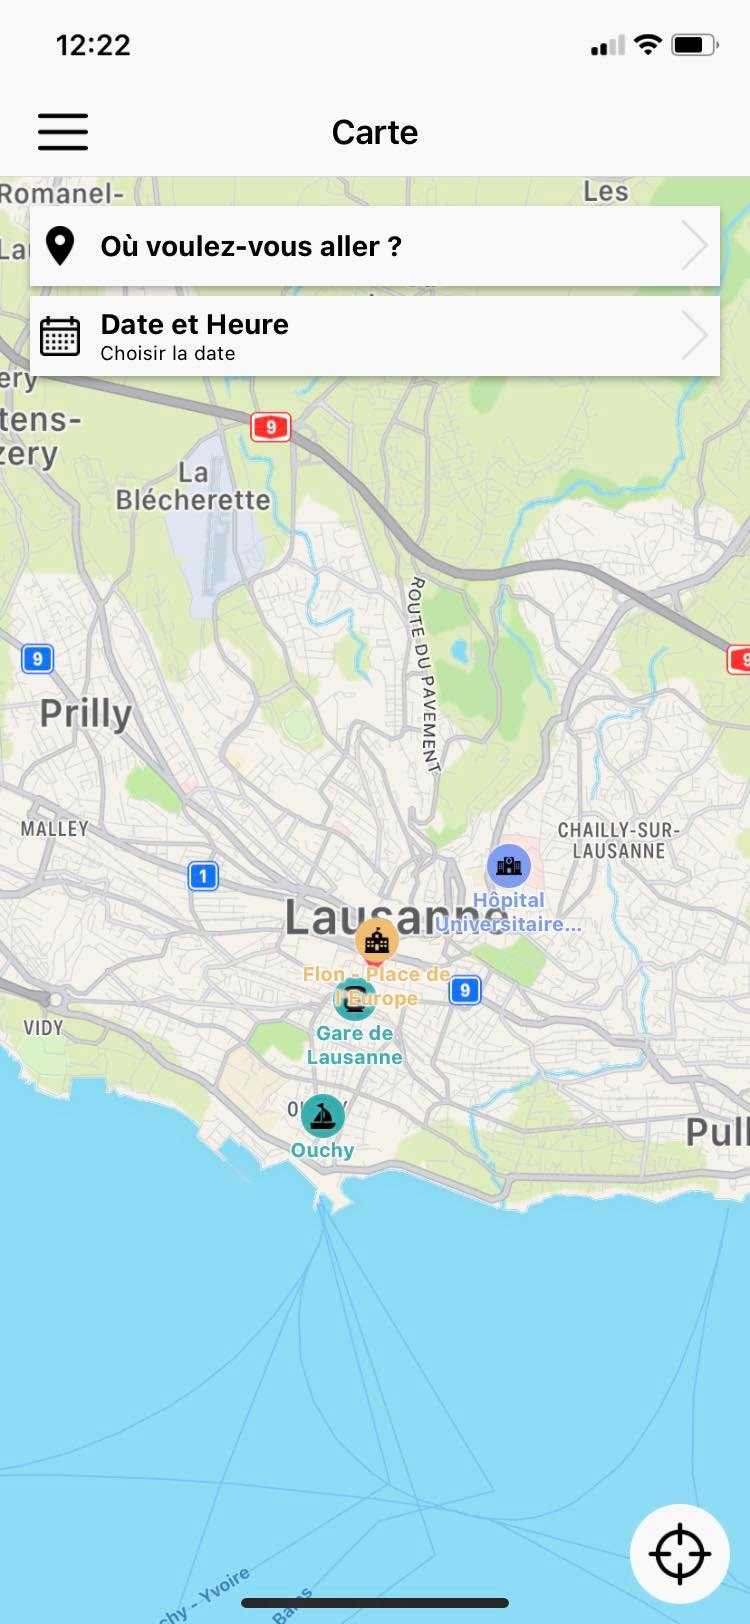 12:22
Carte
Romanel-
Les
La
Où voulez-vous aller ?
Date et Heure
Choisir la date
ery
tens-
zery
9
La
Blécherette
ROUTE DU PAVEMENT
9
9
Prilly
MALLEY
CHAILLY-SUR-
LAUSANNE
1
Lausanne
Hôpital
Universitaire...
Flon - Place de
l'Europe
9
Gare de
Lausanne
VIDY
Ouchy
Pull
chy - Yvoire